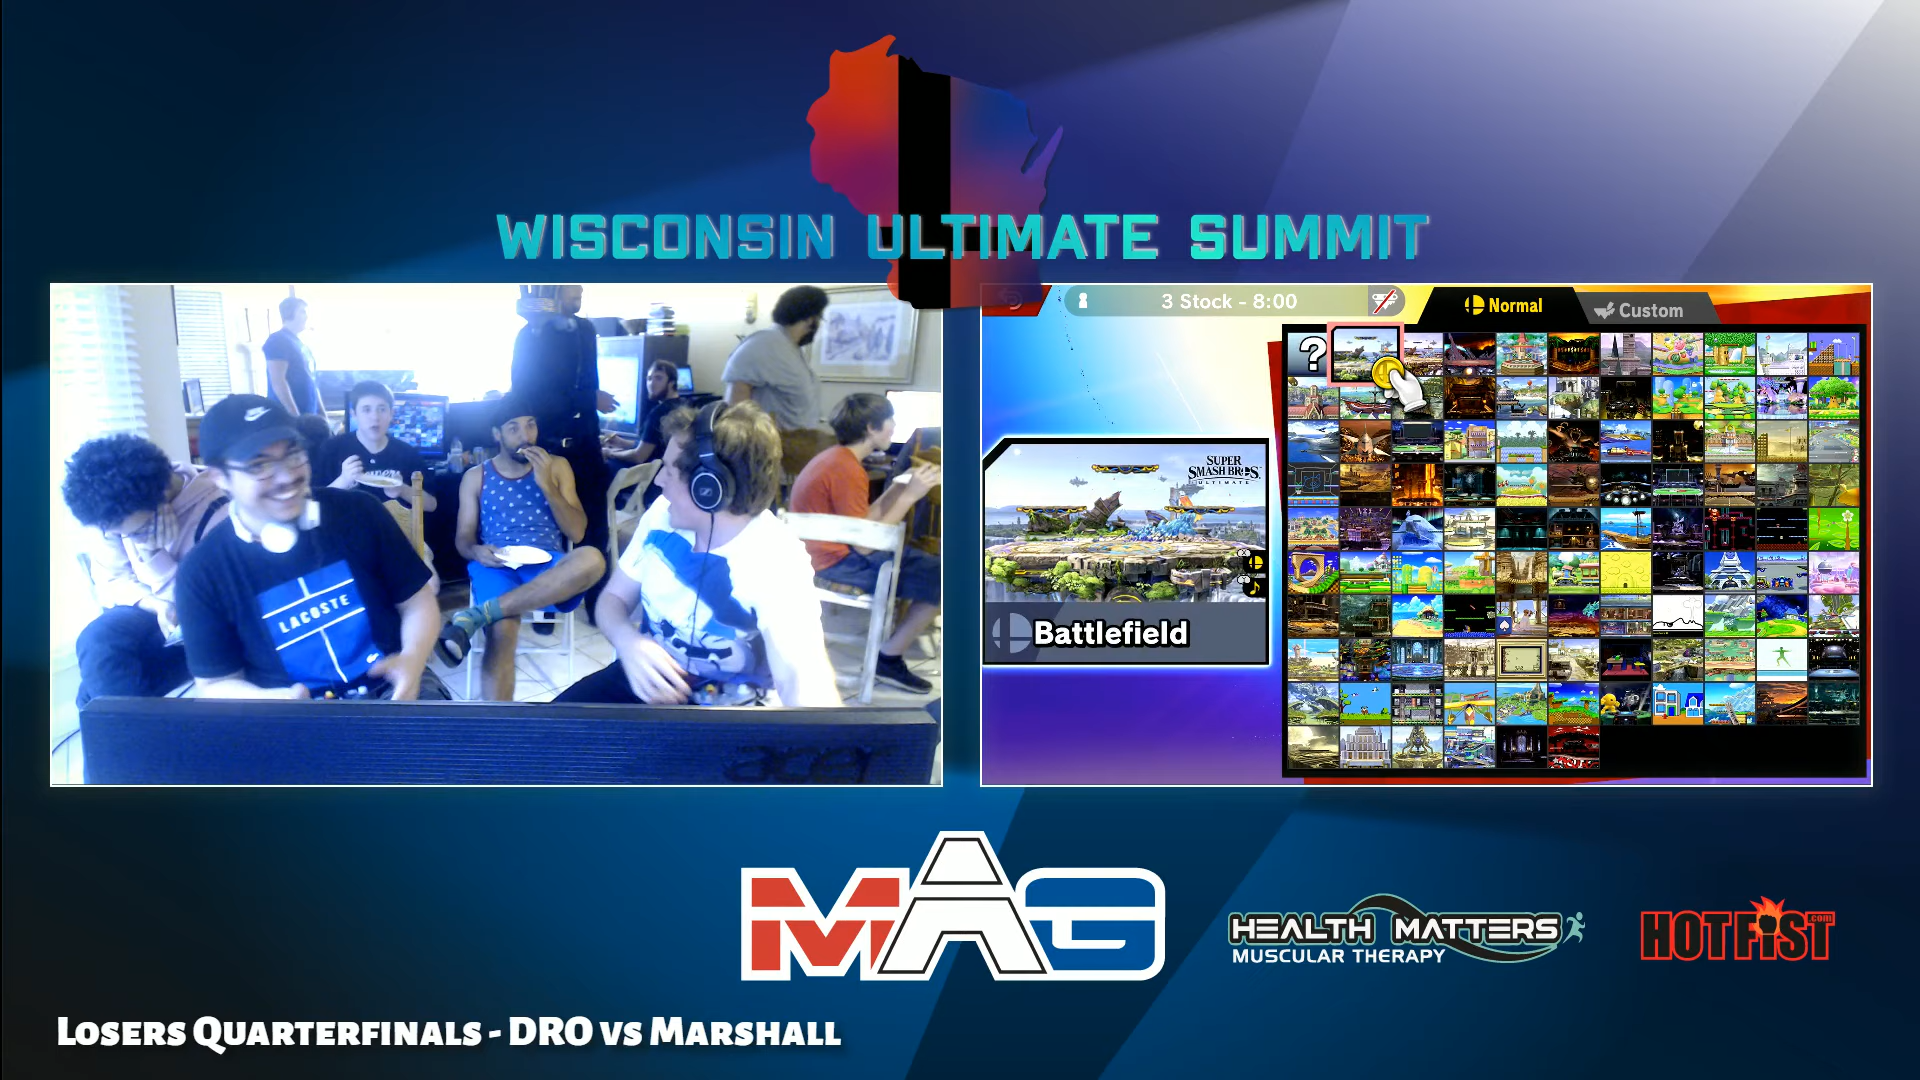 WISCONSIN ULTIMATE SUMMIT
3 Stock - 8:00
Normal
Custom
?
SUPER
SMASH BROS.
ULTIMATE
Battlefield
LACOSTE
acer
MAG
HEALTH MATTERS
MUSCULAR THERAPY
HOTFIST.com
LOSERS QUARTERFINALS - DRO VS MARSHALL